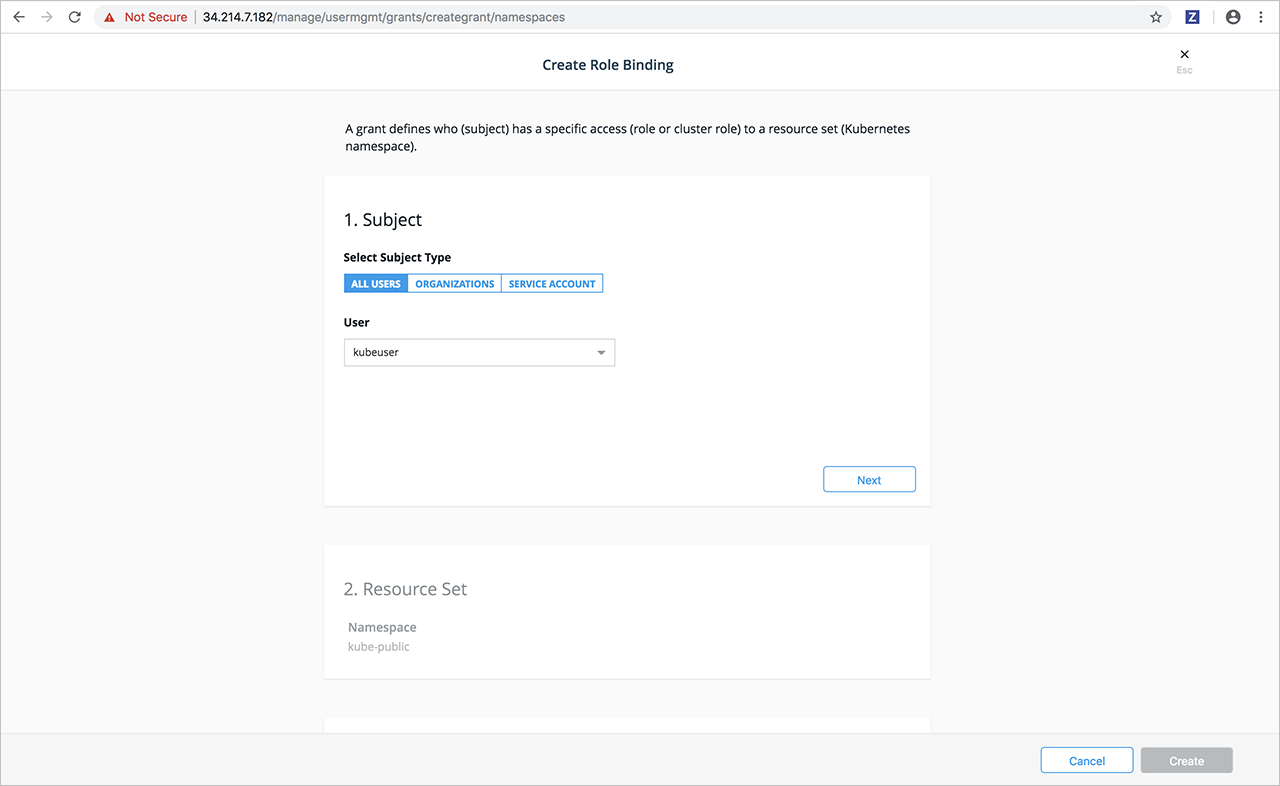 Not Secure 34.214.7.182/manage/usermgmt/grants/creategrant/namespaces
Z
Create Role Binding
Esc
A grant defines who (subject) has a specific access (role or cluster role) to a resource set (Kubernetes
namespace).
1. Subject
Select Subject Type
ALL USERS ORGANIZATIONS SERVICE ACCOUNT
User
kubeuser
Next
2. Resource Set
Namespace
kube-public
Cancel Create